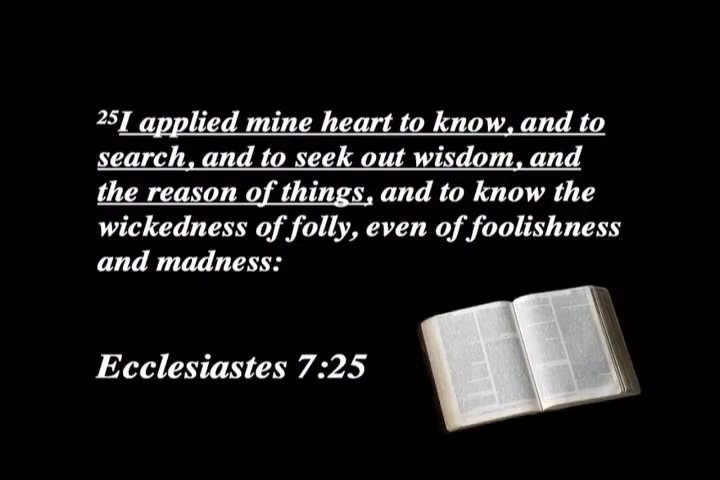 25I applied mine heart to know, and to
search, and to seek out wisdom, and
the reason of things, and to know the
wickedness of folly, even of foolishness
and madness:
Ecclesiastes 7:25